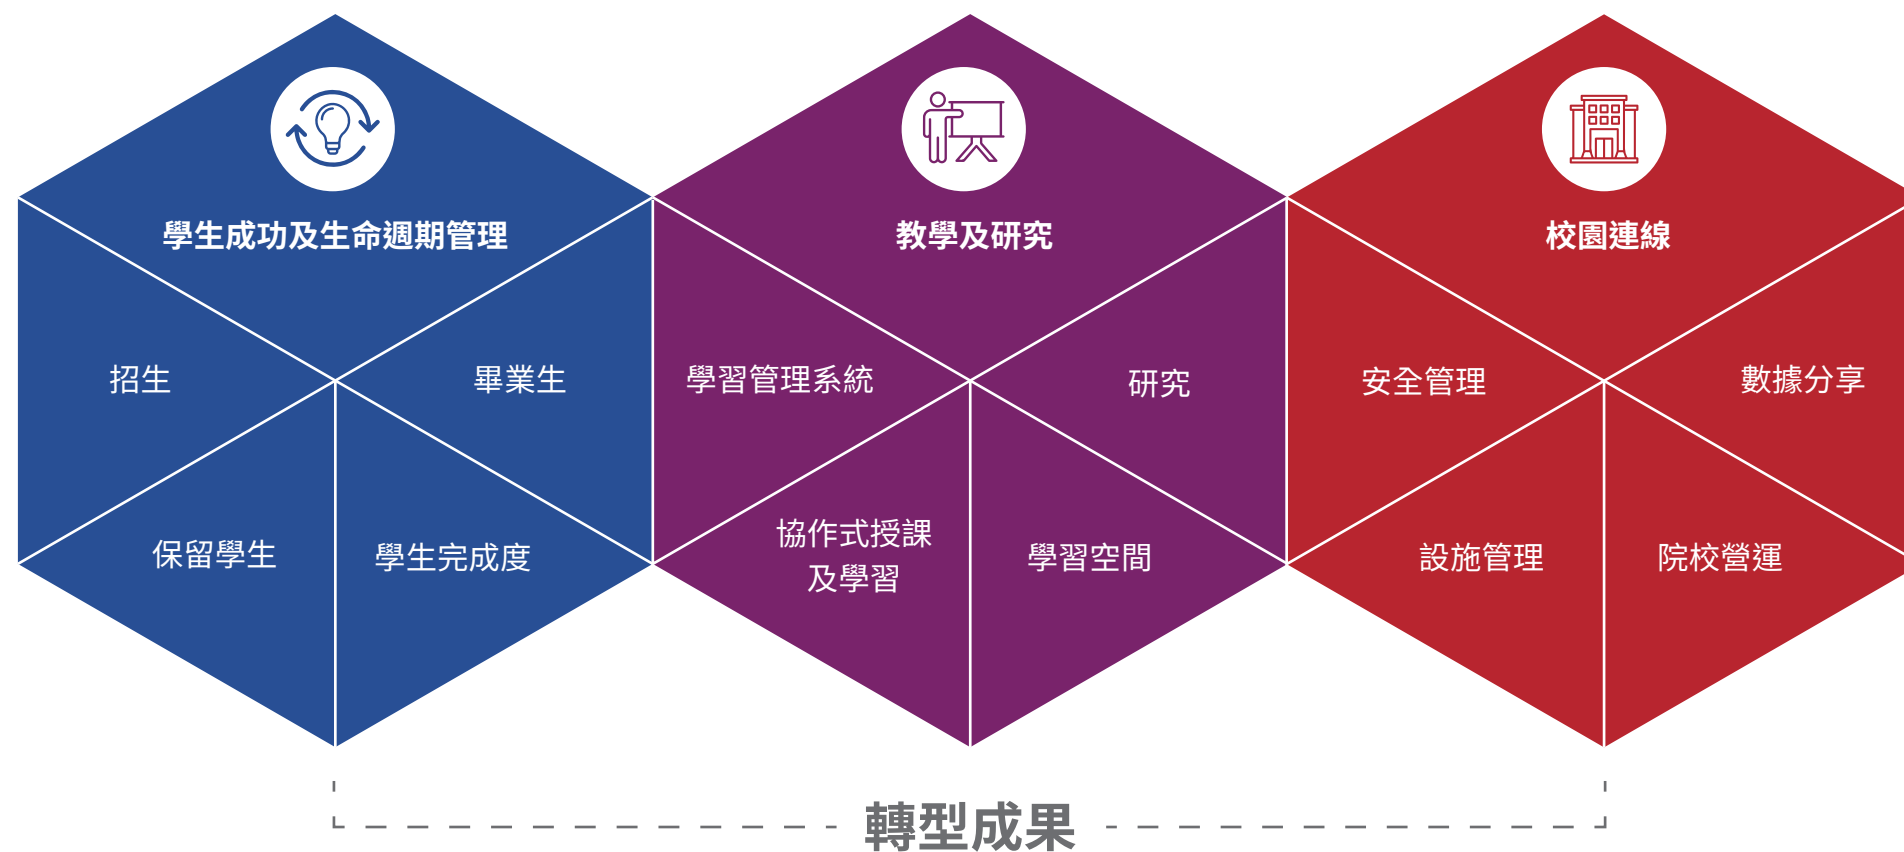 學生成功及生命週期管理
招生
畢業生
保留學生
學生完成度
教學及研究
學習管理系統
研究
協作式授課
及學習
學習空間
校園連線
安全管理
數據分享
設施管理
院校營運
轉型成果